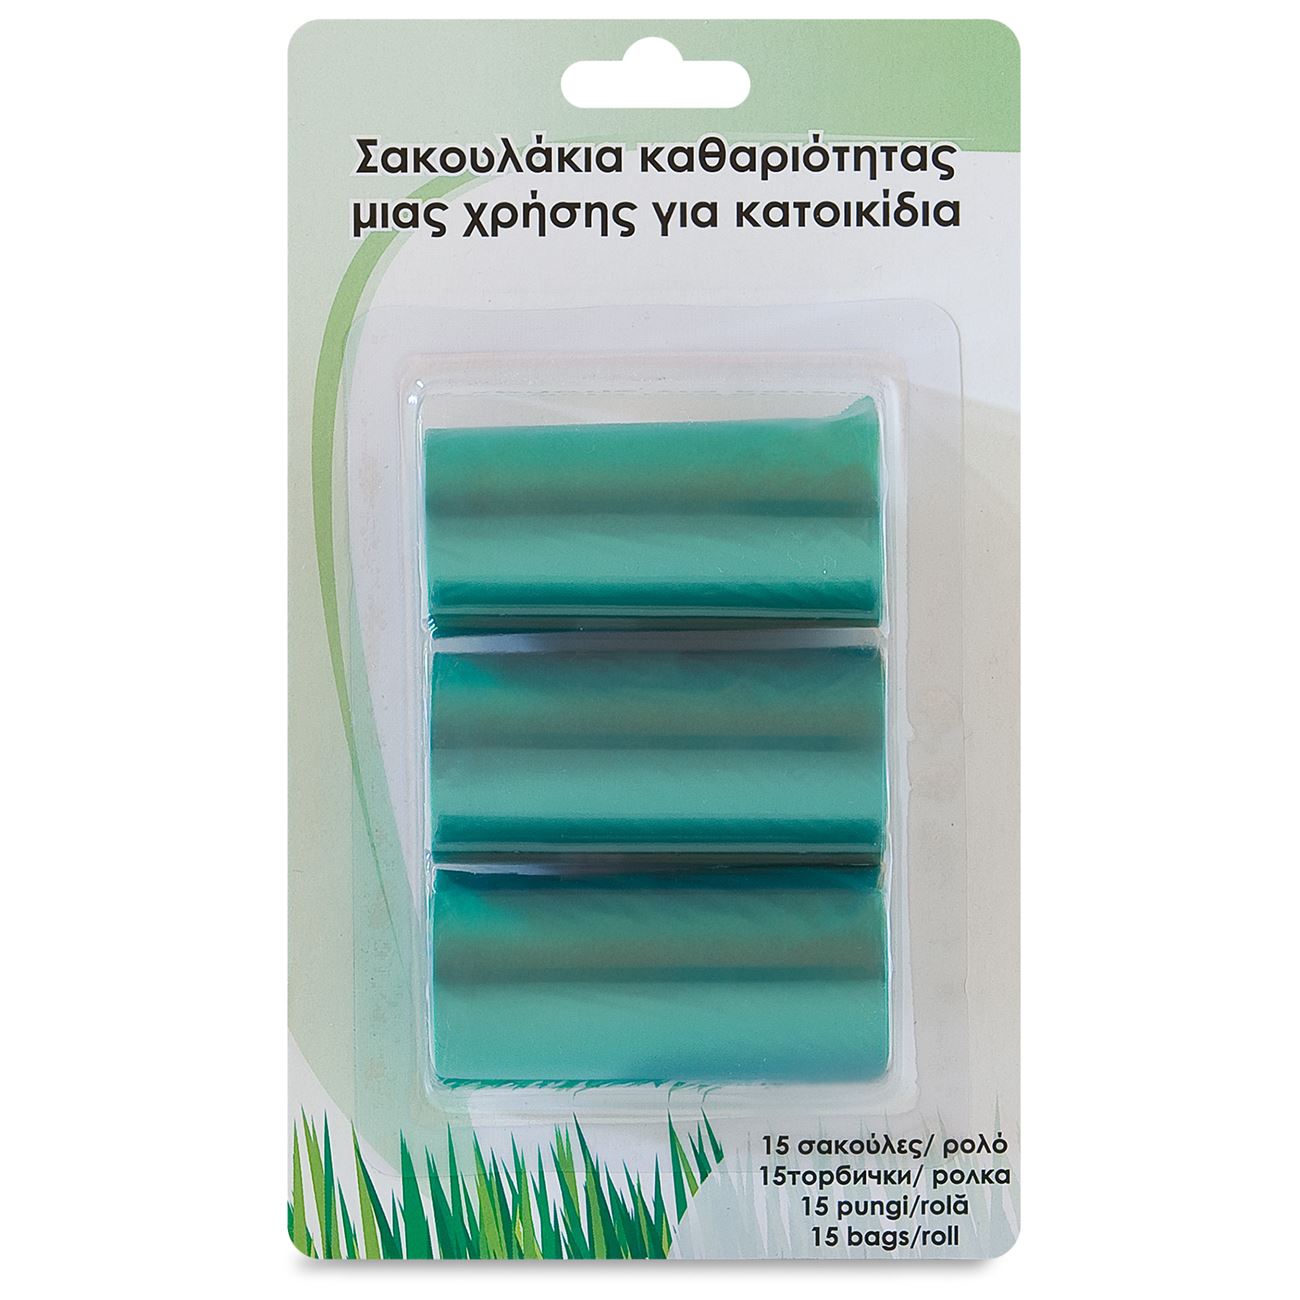 Σακουλάκια καθαριότητας
μιας χρήσης για κατοικίδια
15 σακούλες/ ρολό
15торбички/ ролка
15 pungi/rolă
15 bags/roll